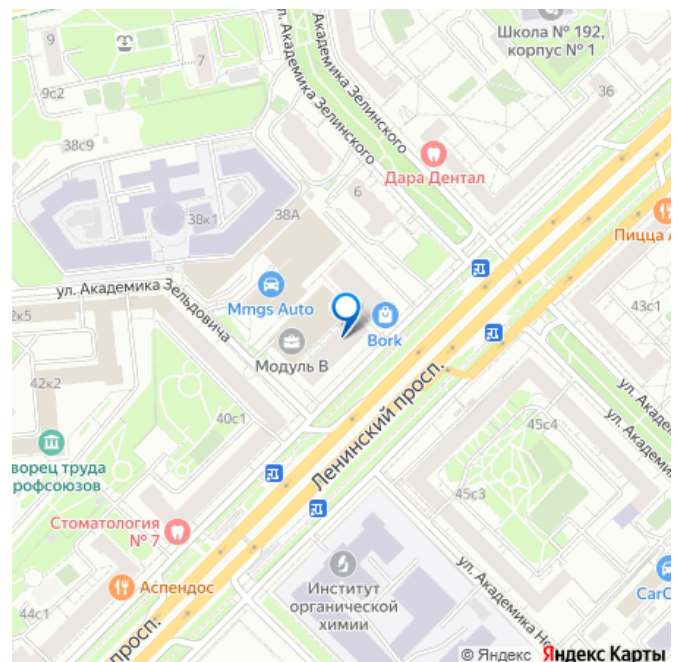 Школа № 192,
корпус № 1
9
7
9с2
36
38с9
ул. Академика Зелинского
Академика Зелинского
Дара Дентал
6
38А
38к1
Пицца А
ул. Академика Зельдовича
Mmgs Auto
43с1
2к5
Bork
Модуль В
42к2
40с1
Ленинский просп.
ул. Акаде
ул. Академ
45с4
ворец труда
рофсоюзов
45с3
Стоматология
№ 7
CarC
Аспендос
Институт
органической
химии
ул. Академика Не
44с1
просп.
© Яндекс Яндекс Карты